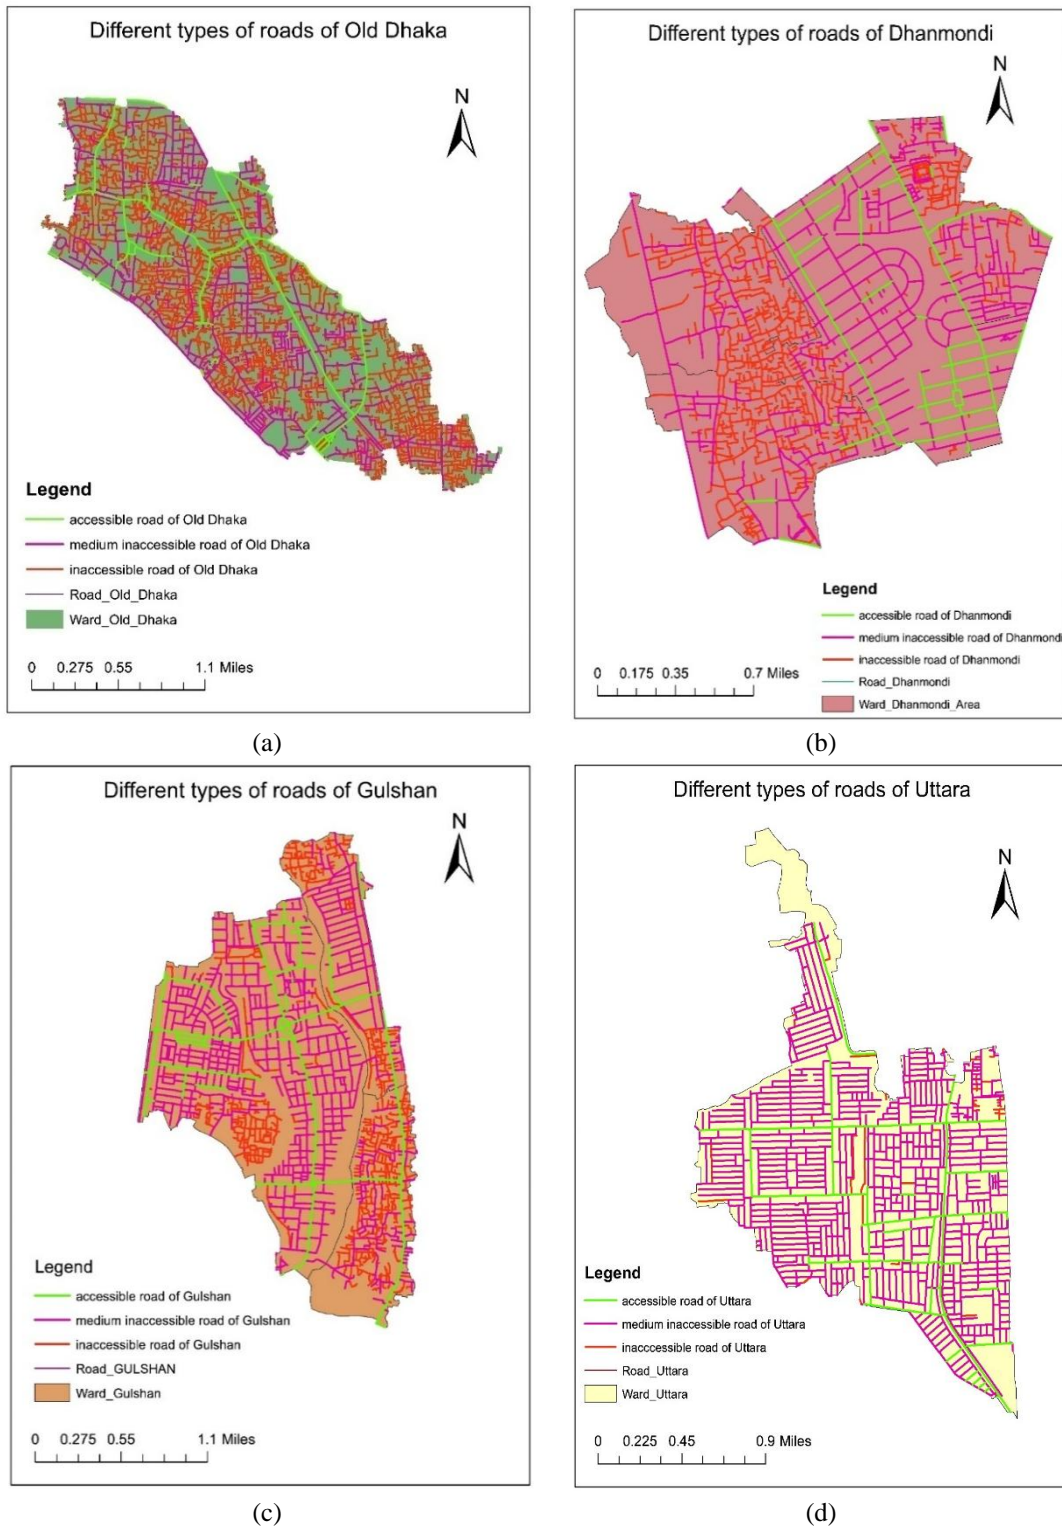 Different types of roads of Old Dhaka
N
Legend
accessible road of Old Dhaka
medium inaccessible road of Old Dhaka
inaccessible road of Old Dhaka
Road_Old_Dhaka
Ward_Old_Dhaka
0 0.275 0.55 1.1 Miles
(a)
Different types of roads of Dhanmondi
N
Legend
accessible road of Dhanmondi
medium inaccessible road of Dhanmondi
inaccessible road of Dhanmondi
Road_Dhanmondi
Ward_Dhanmondi_Area
0 0.175 0.35 0.7 Miles
(b)
Different types of roads of Gulshan
N
Legend
accessible road of Gulshan
medium inaccessible road of Gulshan
inaccessible road of Gulshan
Road_GULSHAN
Ward_Gulshan
0 0.275 0.55 1.1 Miles
(c)
Different types of roads of Uttara
N
Legend
accessible road of Uttara
medium inaccessible road of Uttara
inacccessible road of Uttara
Road_Uttara
Ward_Uttara
0 0.225 0.45 0.9 Miles
(d)